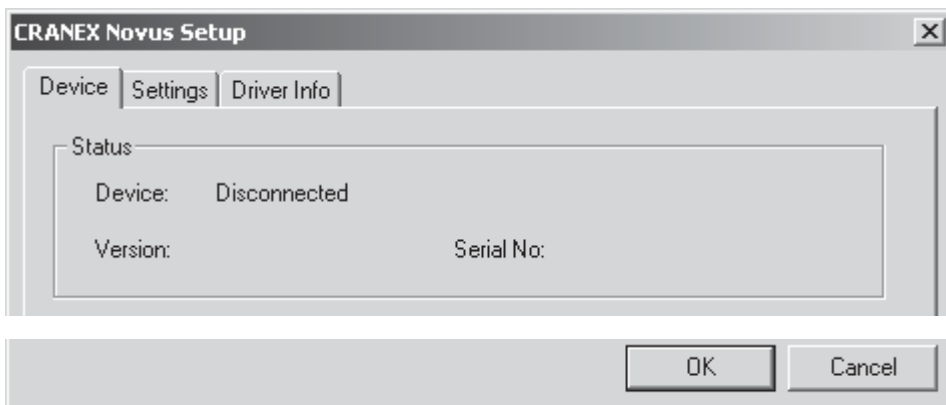 CRANEX Novus Setup
Device Settings Driver Info
Status
Device: Disconnected
Version: Serial No:
OK Cancel